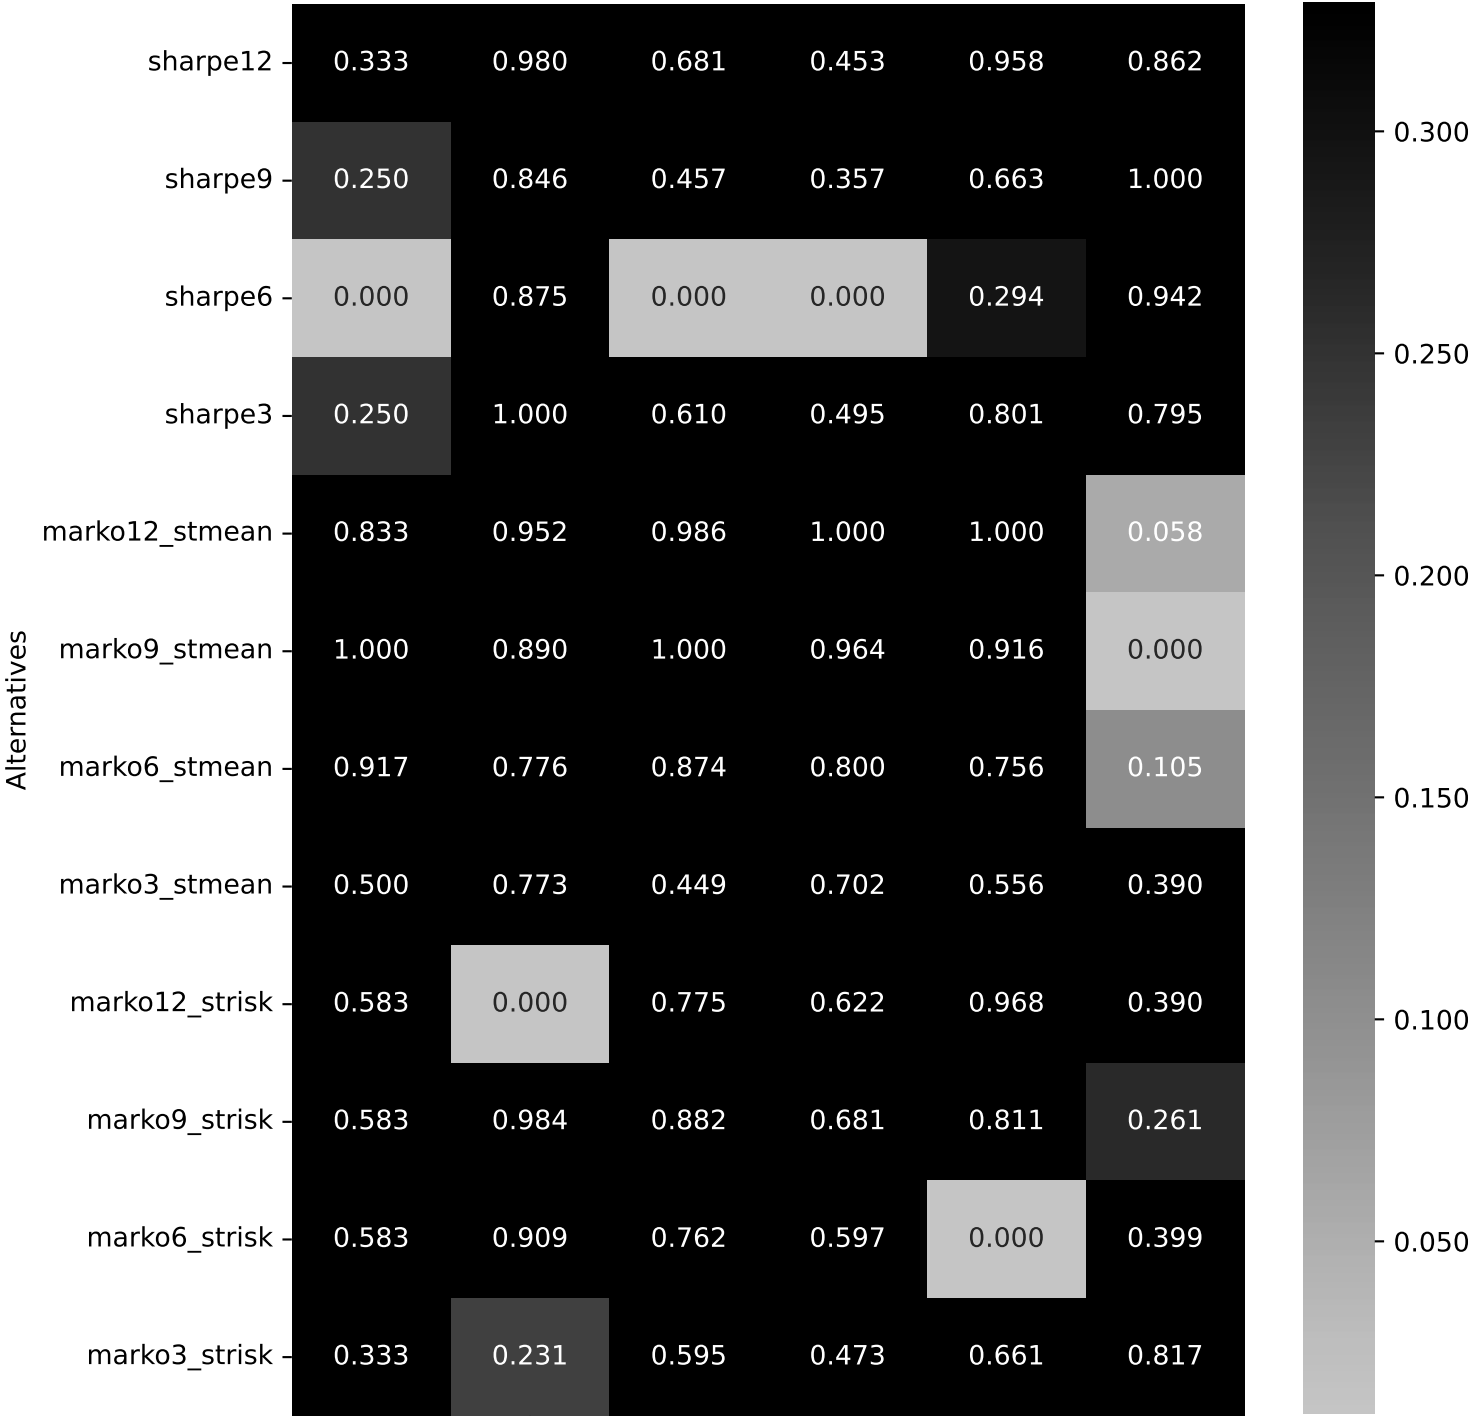 sharpe12 0.333 0.980 0.681 0.453 0.958 0.862
0.300
sharpe9 0.250 0.846 0.457 0.357 0.663 1.000
sharpe6 0.000 0.875 0.000 0.000 0.294 0.942
0.250
sharpe3 0.250 1.000 0.610 0.495 0.801 0.795
marko12_stmean 0.833 0.952 0.986 1.000 1.000 0.058
0.200
marko9_stmean 1.000 0.890 1.000 0.964 0.916 0.000
Alternatives
marko6_stmean 0.917 0.776 0.874 0.800 0.756 0.105
0.150
marko3_stmean 0.500 0.773 0.449 0.702 0.556 0.390
marko12_strisk 0.583 0.000 0.775 0.622 0.968 0.390
0.100
marko9_strisk 0.583 0.984 0.882 0.681 0.811 0.261
marko6_strisk 0.583 0.909 0.762 0.597 0.000 0.399
0.050
marko3_strisk 0.333 0.231 0.595 0.473 0.661 0.817